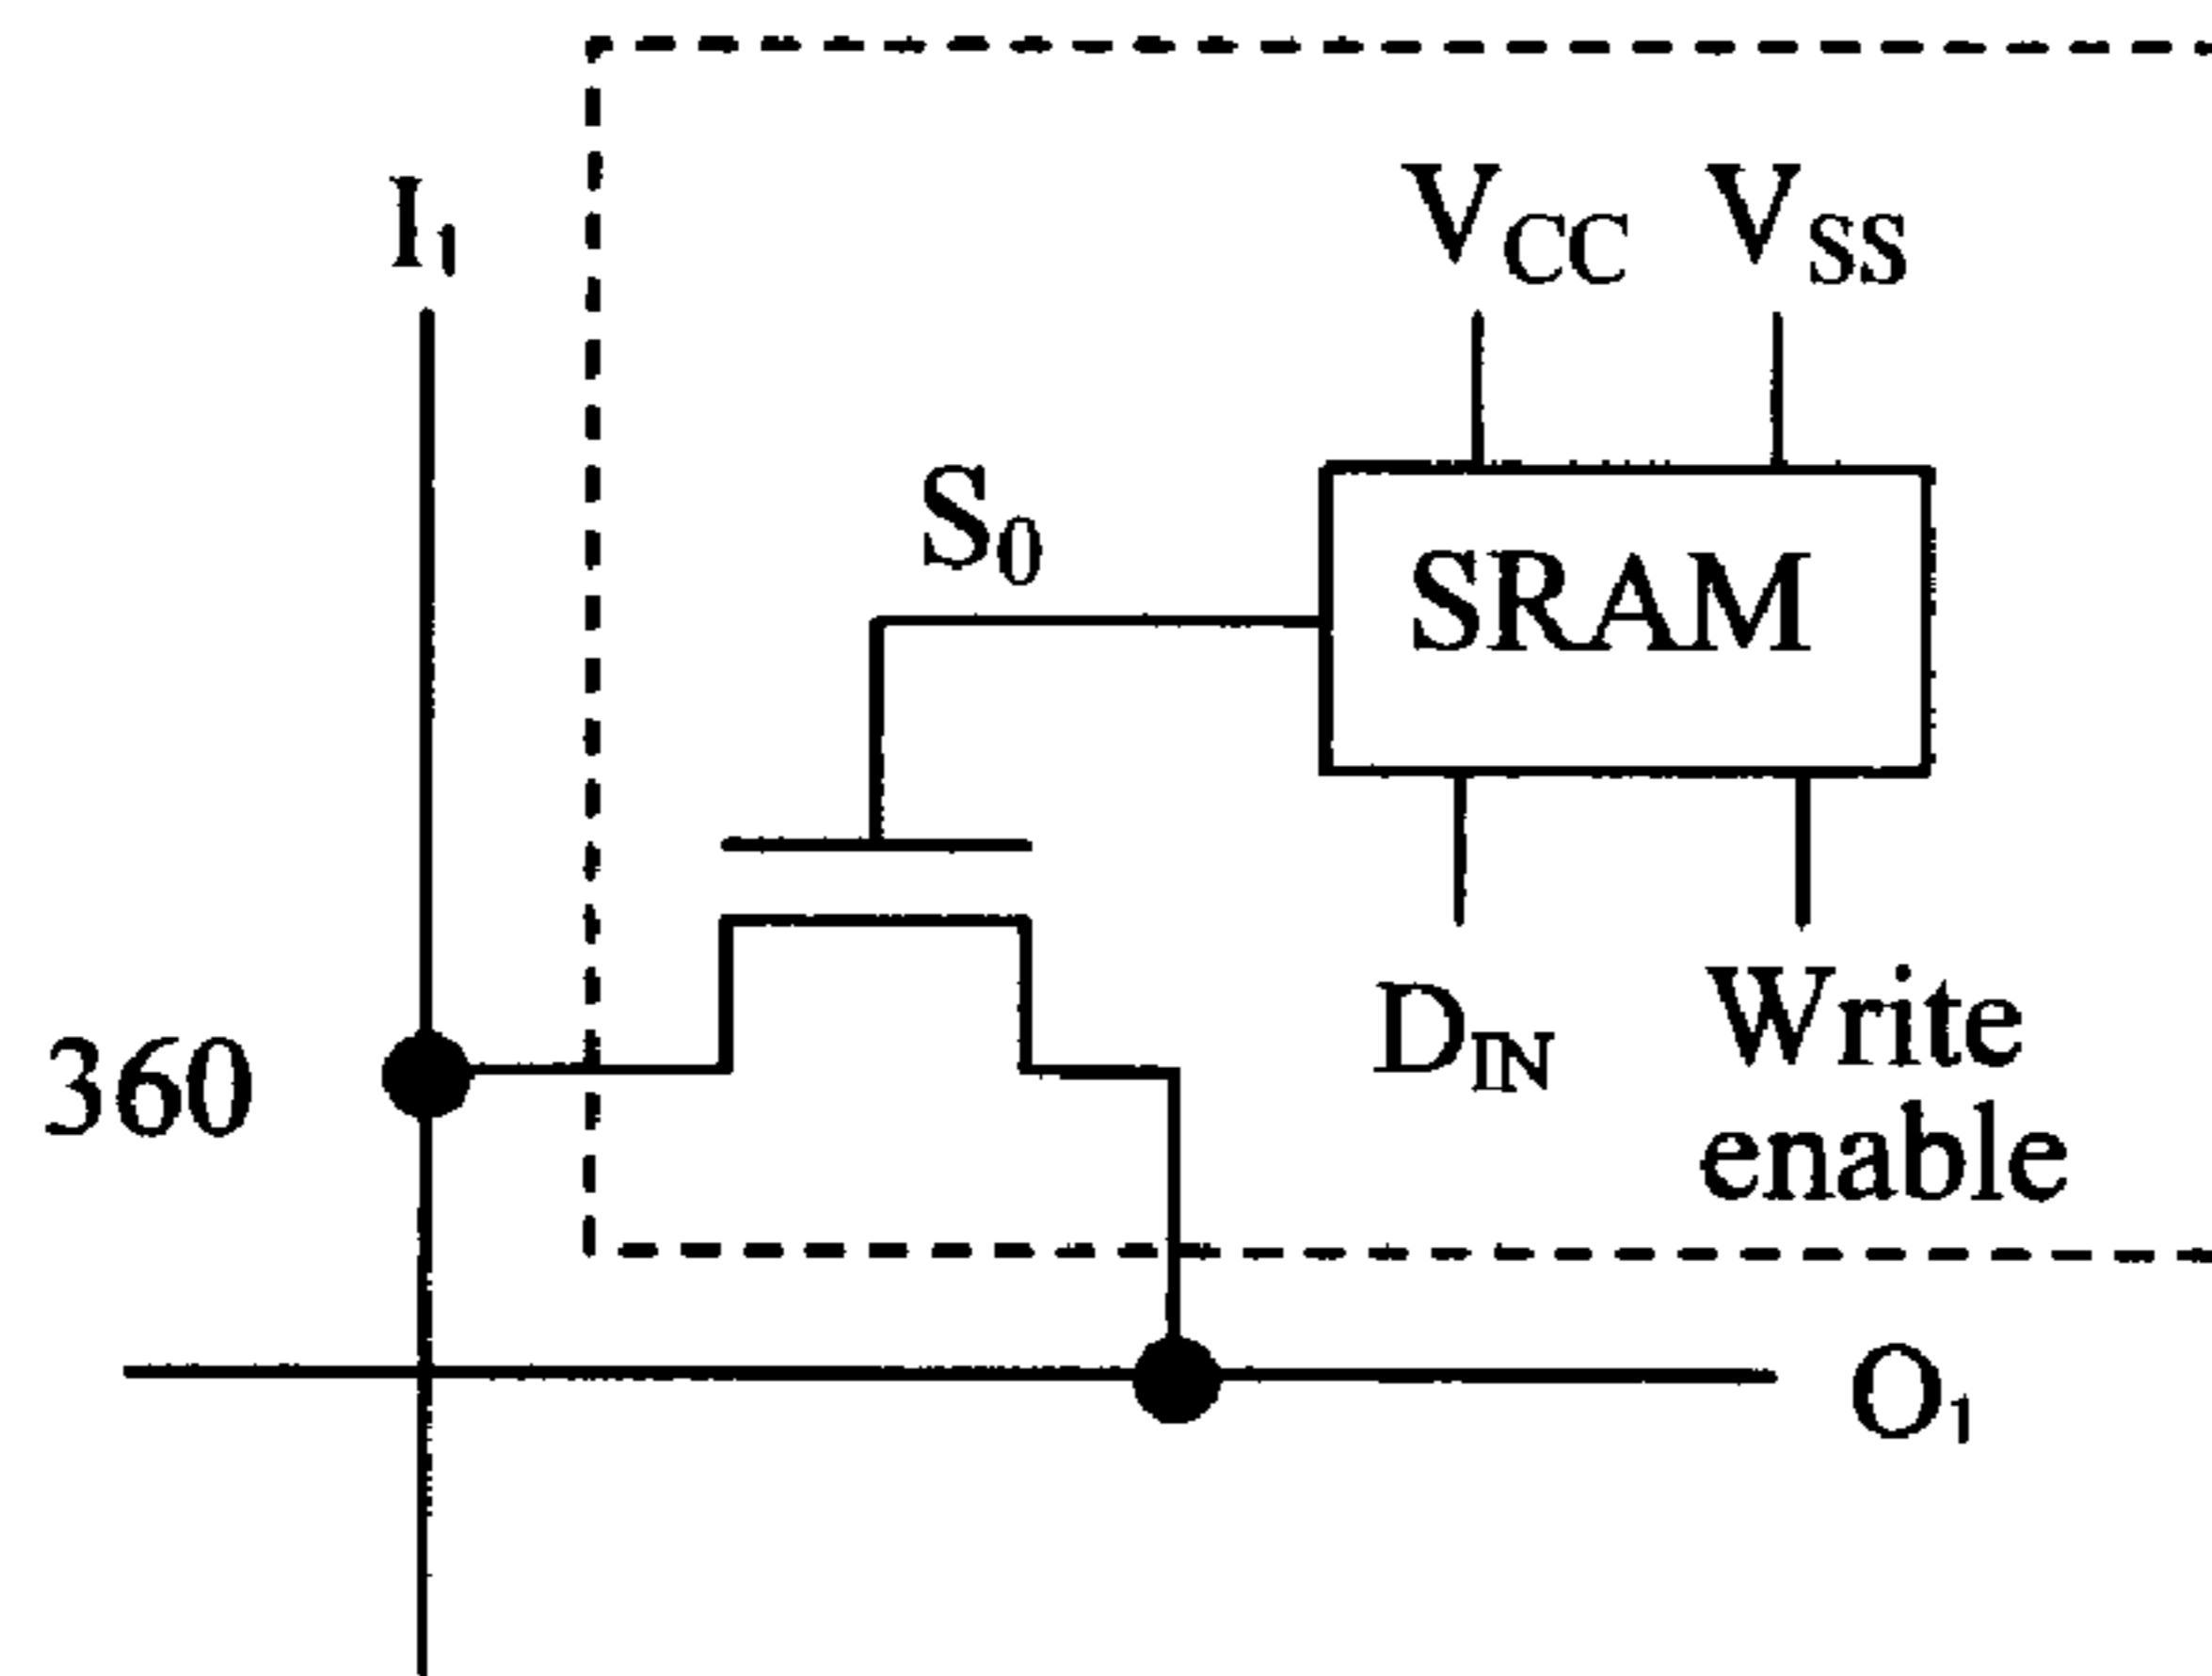 I1
VCC VSS
S0
SRAM
360
DIN
Write
enable
O1